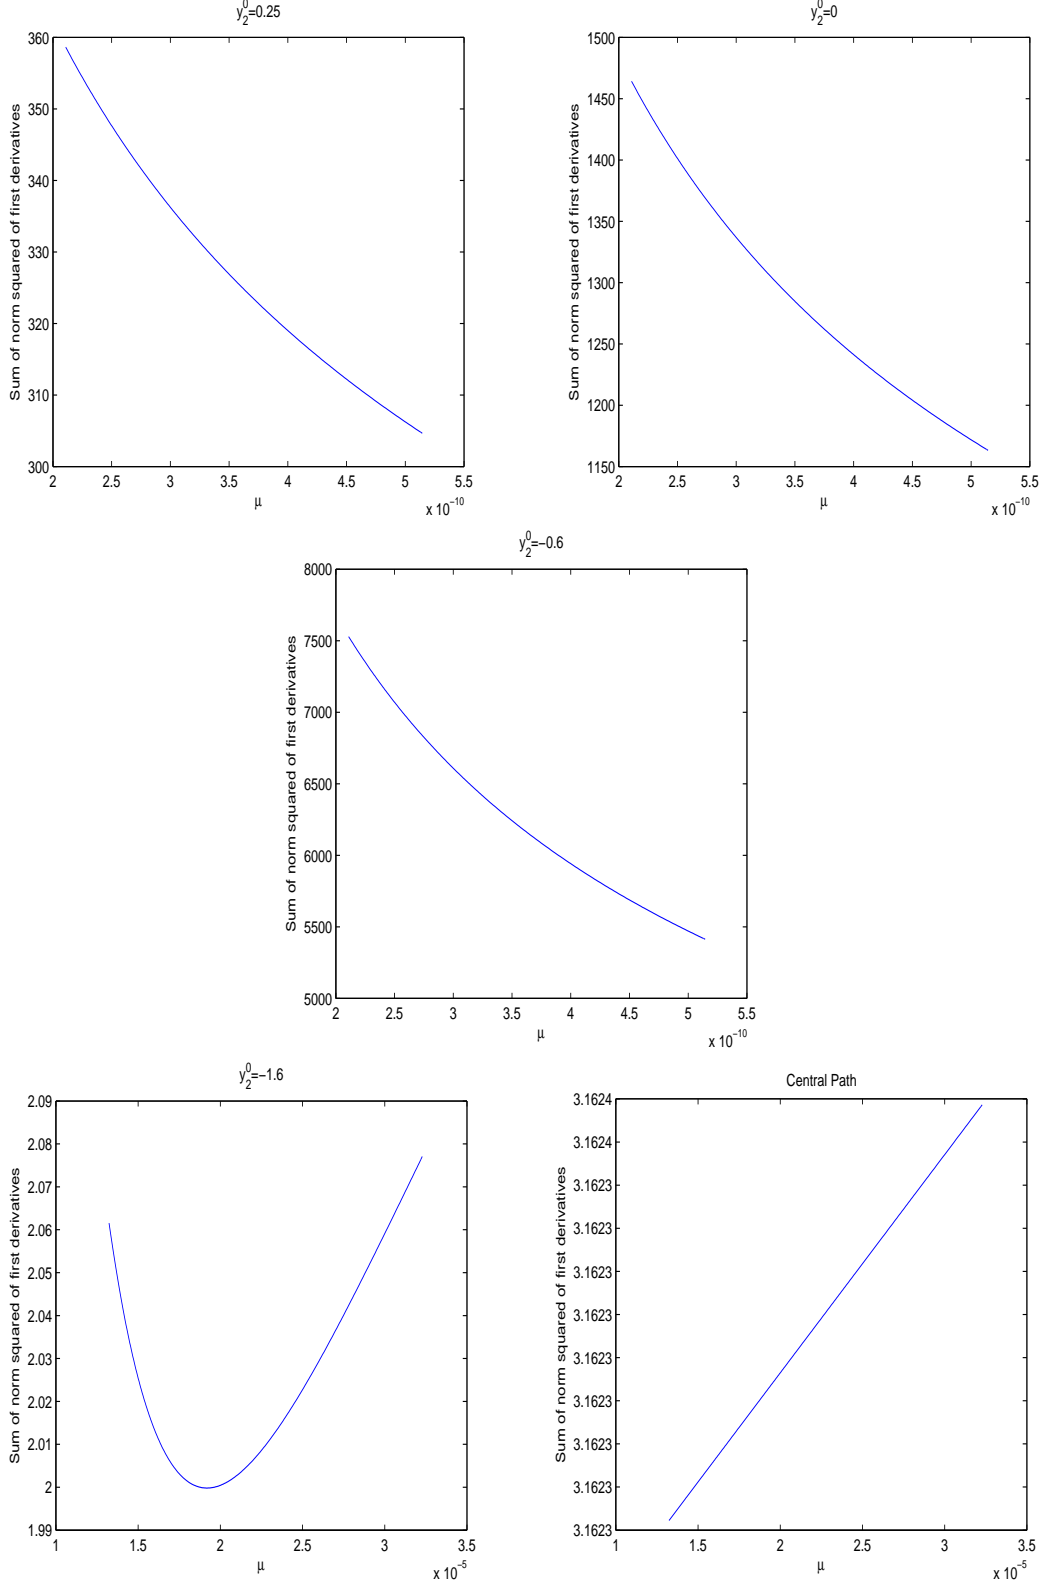 y₂⁰=0.25
360
350
340
330
320
310
300
2 2.5 3 3.5 4 4.5 5 5.5
x 10⁻¹⁰
μ
Sum of norm squared of first derivatives
y₂⁰=0
1500
1450
1400
1350
1300
1250
1200
1150
2 2.5 3 3.5 4 4.5 5 5.5
x 10⁻¹⁰
μ
Sum of norm squared of first derivatives
y₂⁰=−0.6
8000
7500
7000
6500
6000
5500
5000
2 2.5 3 3.5 4 4.5 5 5.5
x 10⁻¹⁰
μ
Sum of norm squared of first derivatives
y₂⁰=−1.6
2.09
2.08
2.07
2.06
2.05
2.04
2.03
2.02
2.01
2
1.99
1 1.5 2 2.5 3 3.5
x 10⁻⁵
μ
Sum of norm squared of first derivatives
Central Path
3.1624
3.1624
3.1623
3.1623
3.1623
3.1623
3.1623
3.1623
3.1623
3.1623
3.1623
1 1.5 2 2.5 3 3.5
x 10⁻⁵
μ
Sum of norm squared of first derivatives